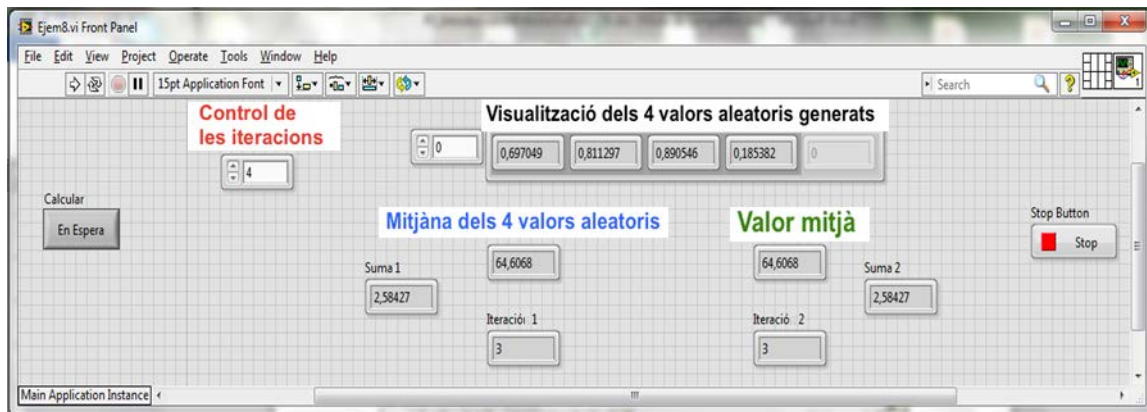 Ejem8.vi Front Panel
File Edit View Project Operate Tools Window Help
15pt Application Font
Search
1
Control de
les iteracions
4
Visualització dels 4 valors aleatoris generats
0
0,697049 0,811297 0,890546 0,185382 0
Calcular
En Espera
Mitjàna dels 4 valors aleatoris
64,6068
Suma 1
2,58427
Iteració 1
3
Valor mitjà
64,6068
Suma 2
2,58427
Iteració 2
3
Stop Button
Stop
Main Application Instance